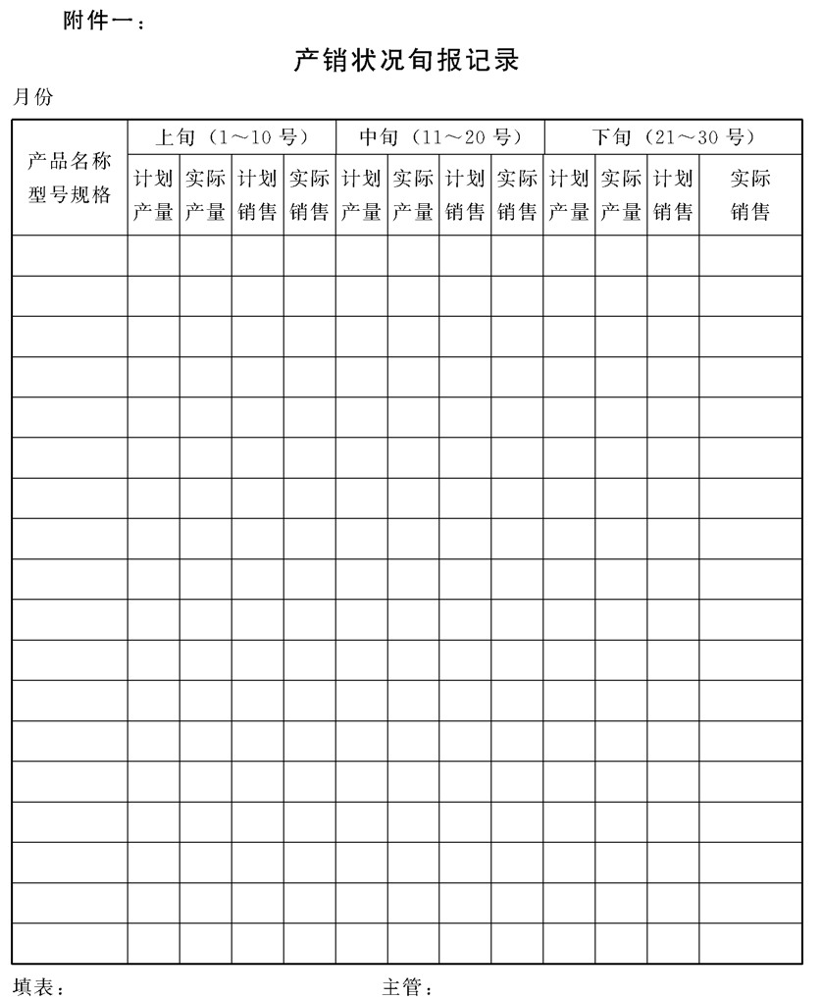 附件一：
产销状况旬报记录
月份
产品名称
型号规格
上旬（1～10 号） 中旬（11～20 号） 下旬（21～30 号）
计划 实际 计划 实际 计划 实际 计划 实际 计划 实际 计划 实际
产量 产量 销售 销售 产量 产量 销售 销售 产量 产量 销售 销售
填表： 主管：